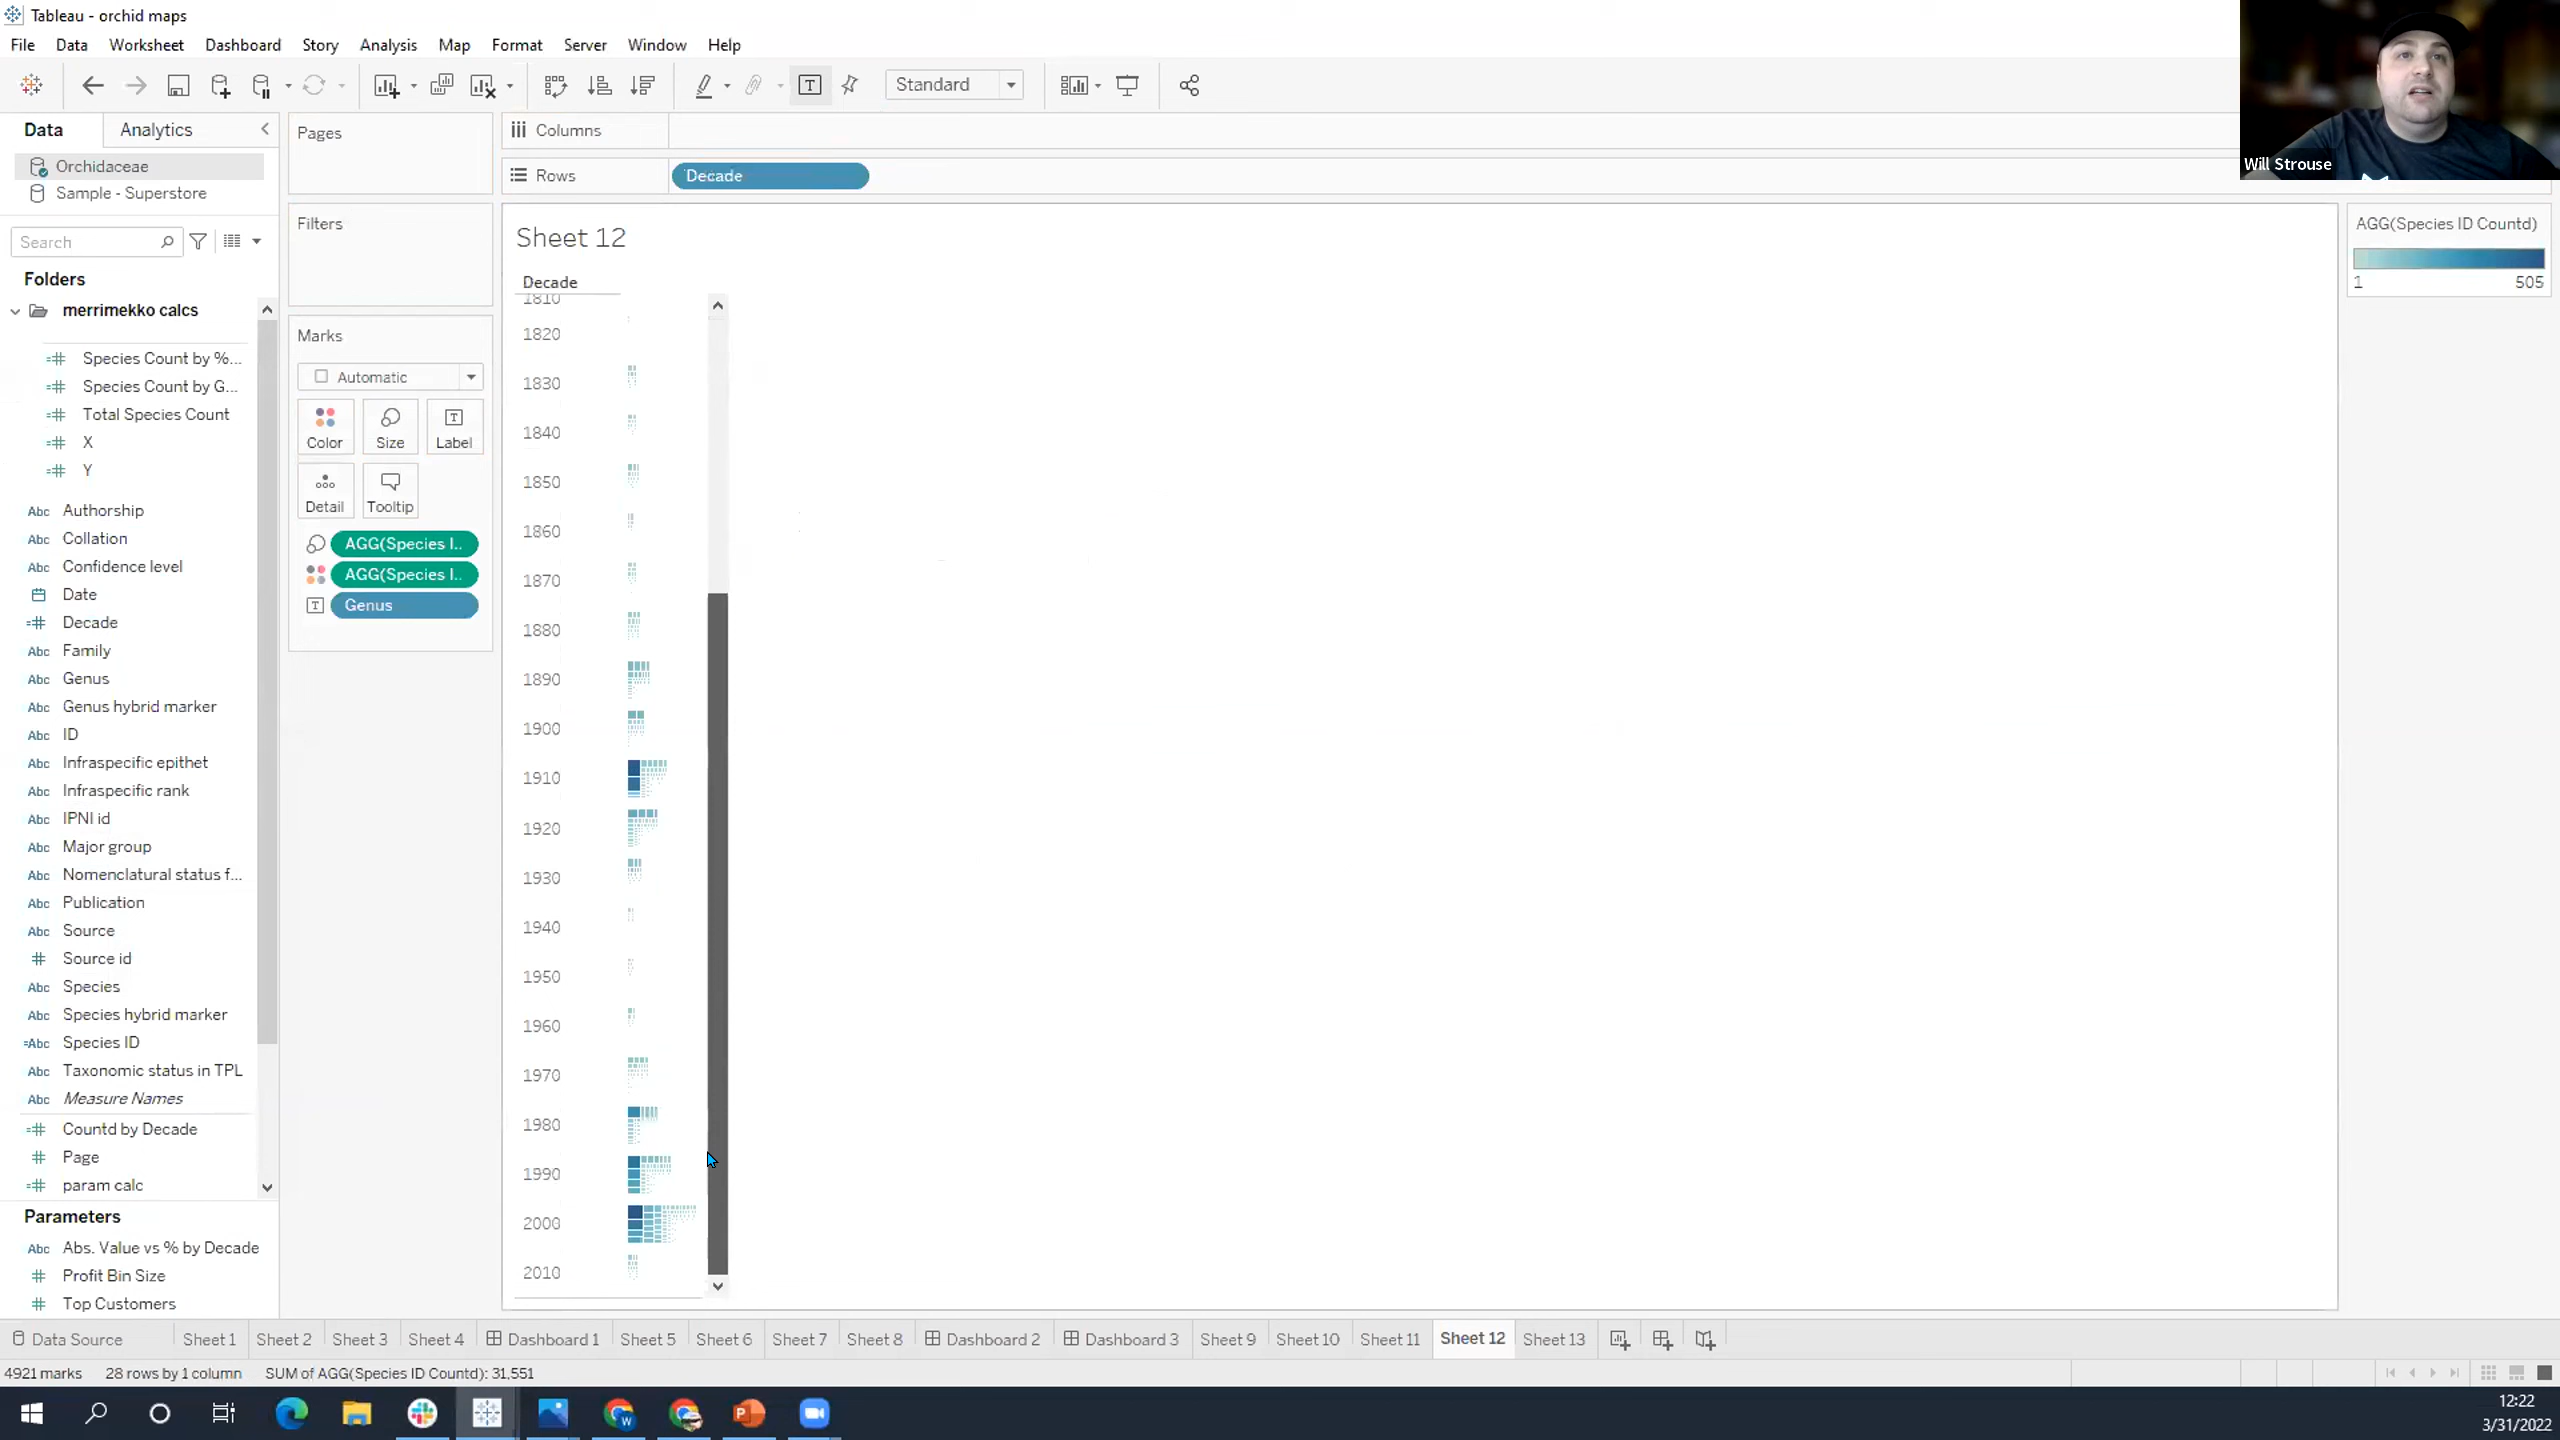 Tableau - orchid maps
File Data Worksheet Dashboard Story Analysis Map Format Server Window Help
Standard
Will Strouse
Data Analytics
Orchidaceae
Sample - Superstore
Search
Folders
merrimekko calcs
Species Count by %...
Species Count by G...
Total Species Count
X
Y
Authorship
Collation
Confidence level
Date
Decade
Family
Genus
Genus hybrid marker
ID
Infraspecific epithet
Infraspecific rank
IPNI id
Major group
Nomenclatural status f...
Publication
Source
Source id
Species
Species hybrid marker
Species ID
Taxonomic status in TPL
Measure Names
Countd by Decade
Page
param calc
Parameters
Abs. Value vs % by Decade
Profit Bin Size
Top Customers
Pages
Filters
Marks
Automatic
Color Size Label
Detail Tooltip
AGG(Species I..
AGG(Species I..
Genus
Columns
Rows Decade
Sheet 12
Decade
1810
1820
1830
1840
1850
1860
1870
1880
1890
1900
1910
1920
1930
1940
1950
1960
1970
1980
1990
2000
2010
AGG(Species ID Countd)
1 505
Data Source Sheet 1 Sheet 2 Sheet 3 Sheet 4 Dashboard 1 Sheet 5 Sheet 6 Sheet 7 Sheet 8 Dashboard 2 Dashboard 3 Sheet 9 Sheet 10 Sheet 11 Sheet 12 Sheet 13
4921 marks 28 rows by 1 column SUM of AGG(Species ID Countd): 31,551
12:22
3/31/2022